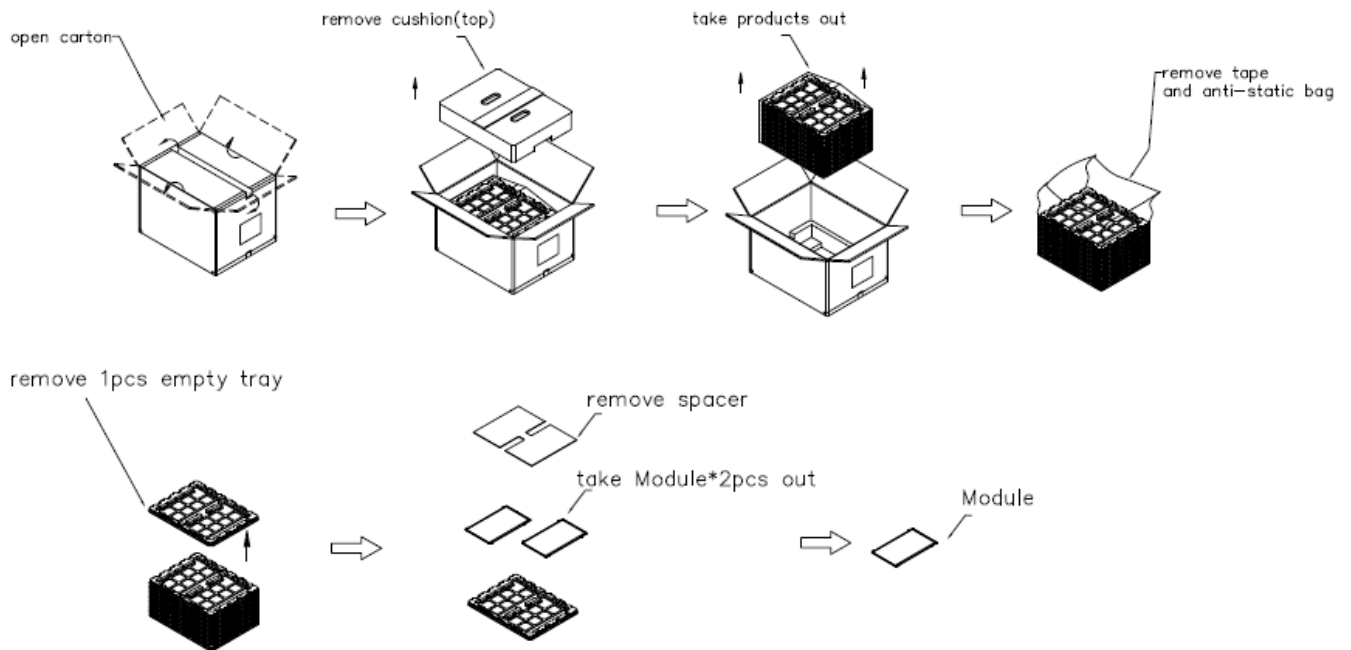 open carton
remove cushion(top)
take products out
remove tape
and anti-static bag
remove 1pcs empty tray
remove spacer
take Module*2pcs out
Module